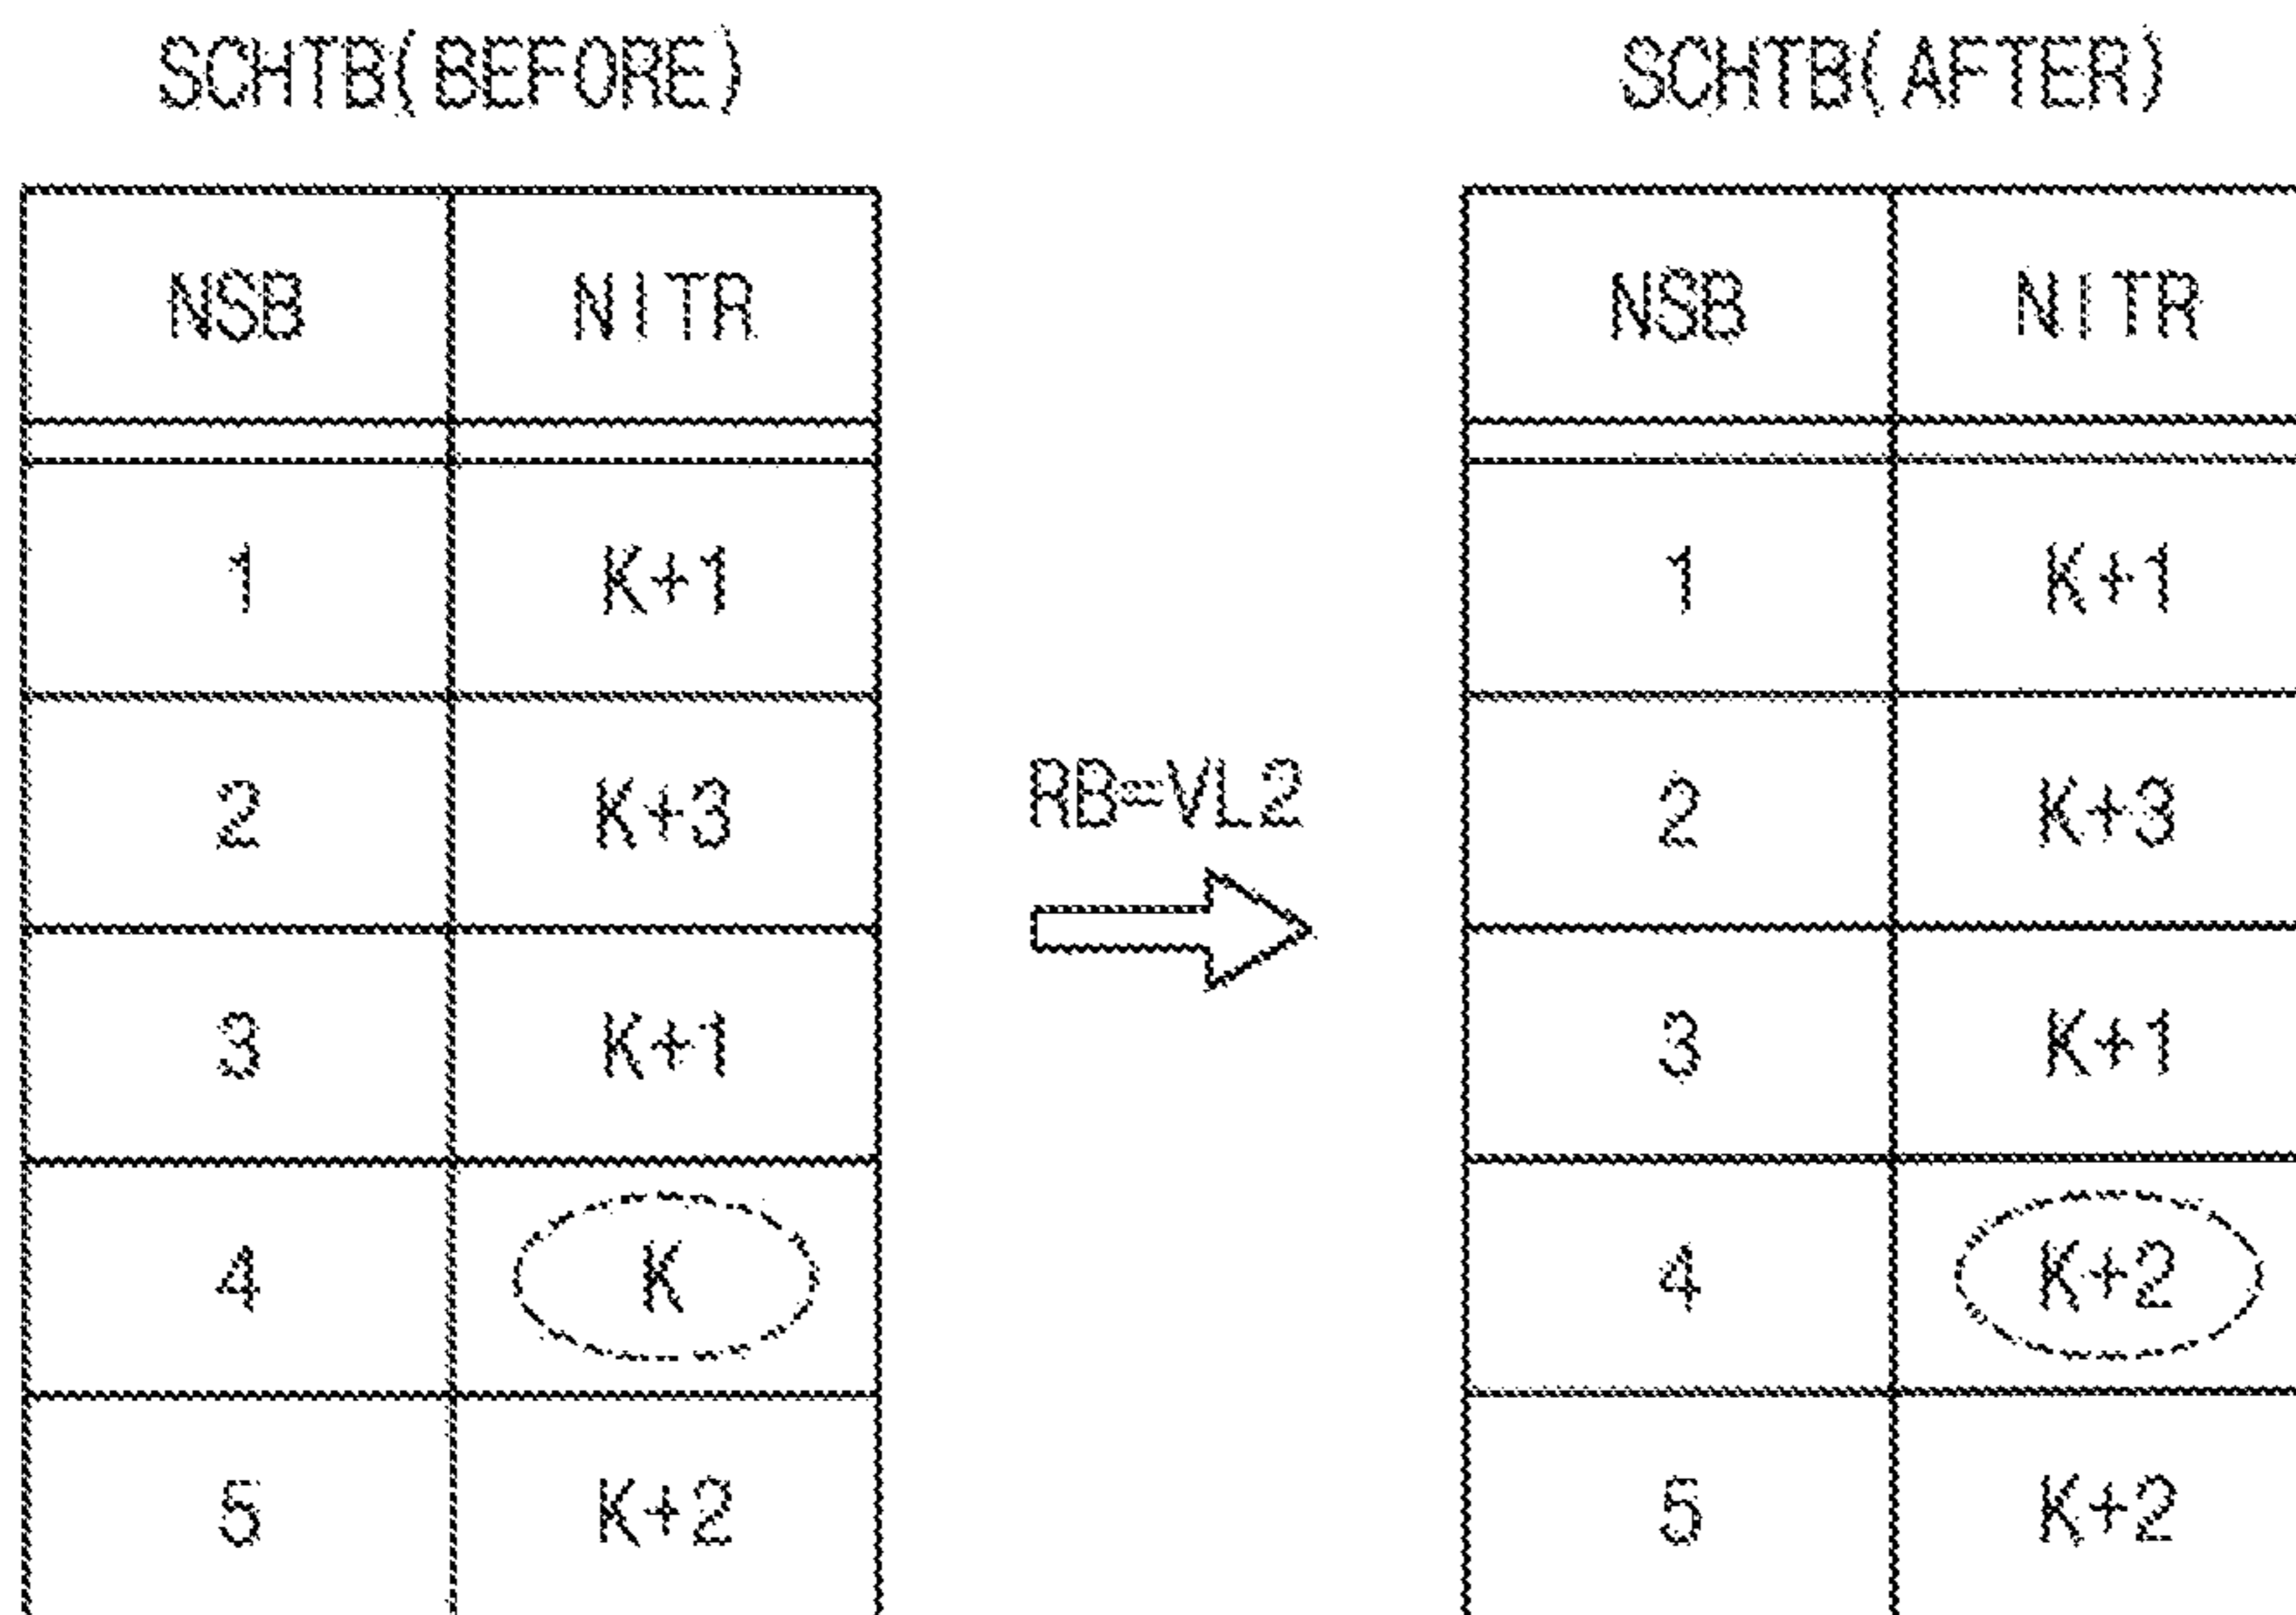 SCHTB(BEFORE) SCHTB(AFTER)
NSB NITR NSB NITR
1 K+1 1 K+1
2 K+3 RB=VL2 2 K+3
3 K+1 3 K+1
4 K 4 K+2
5 K+2 5 K+2